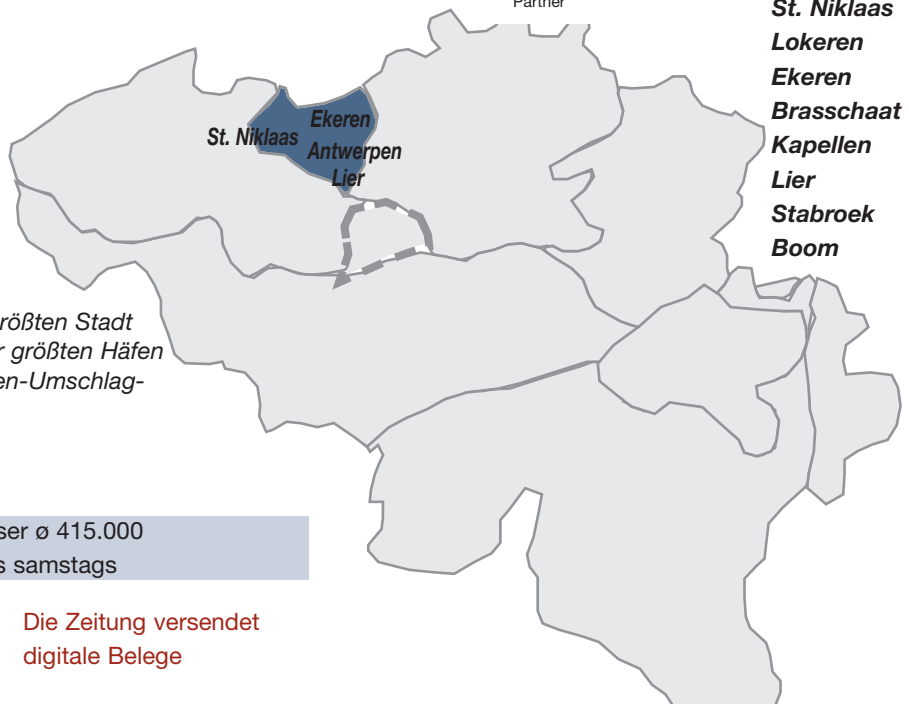 Partner
St. Niklaas
Lokeren
Ekeren
Brasschaat
Kapellen
Lier
Stabroek
Boom
St. Niklaas
Ekeren
Antwerpen
Lier
rößten Stadt
r größten Häfen
en-Umschlag-
ser ø 415.000
s samstags
Die Zeitung versendet
digitale Belege